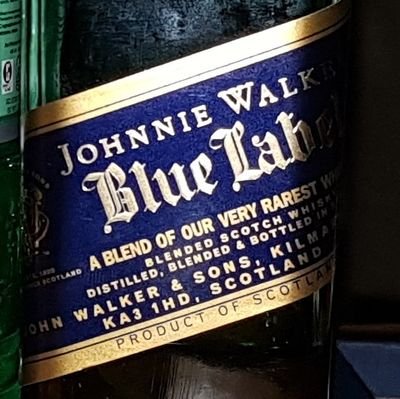 JOHNNIE WALK
Blue Label
A BLEND OF OUR VERY RAREST
BLENDED SCOTCH WHISK
DISTILLED, BLENDED & BOTTLED IN
JOHN WALKER & SONS, KILMA
KA3 1HD, SCOTLAND
PRODUCT OF SCOTLAND